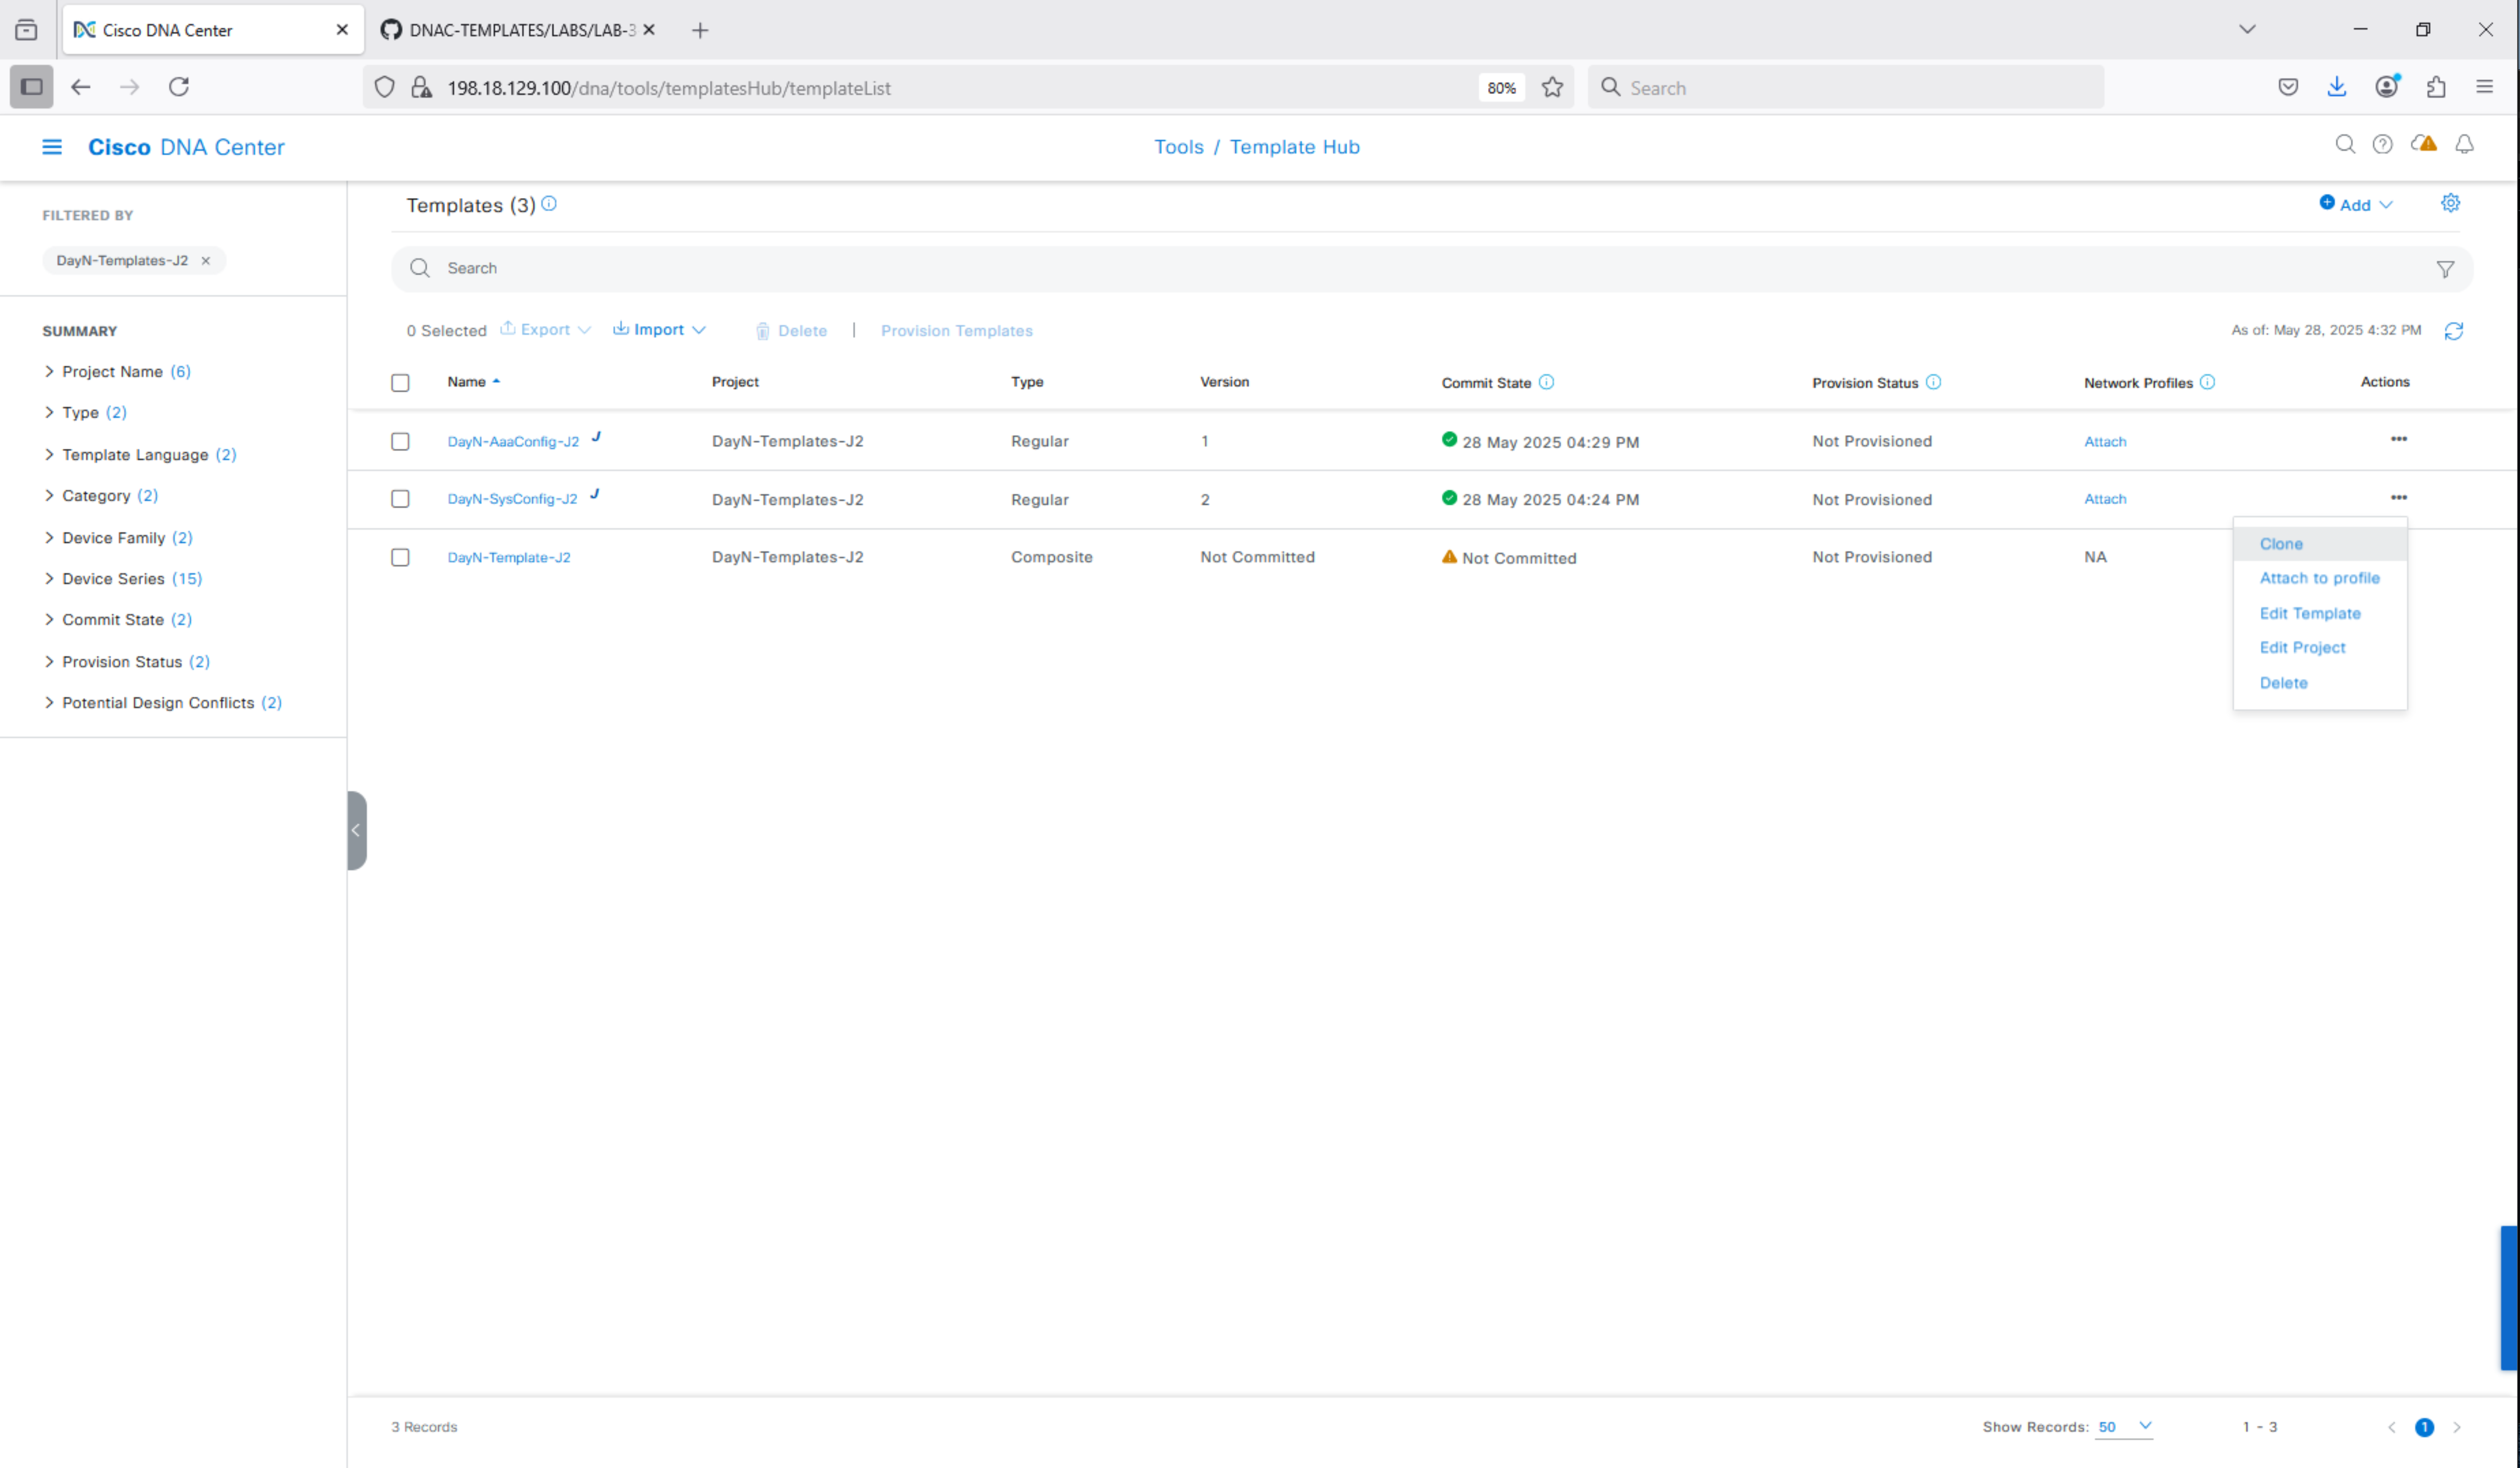 Cisco DNA Center
DNAC-TEMPLATES/LABS/LAB-3
198.18.129.100/dna/tools/templatesHub/templateList
80%
Search
Cisco DNA Center
Tools / Template Hub
FILTERED BY
DayN-Templates-J2
SUMMARY
Project Name (6)
Type (2)
Template Language (2)
Category (2)
Device Family (2)
Device Series (15)
Commit State (2)
Provision Status (2)
Potential Design Conflicts (2)
Templates (3)
Add
Search
0 Selected Export Import Delete | Provision Templates
As of: May 28, 2025 4:32 PM
Name Project Type Version Commit State Provision Status Network Profiles Actions
DayN-AaaConfig-J2 J DayN-Templates-J2 Regular 1 28 May 2025 04:29 PM Not Provisioned Attach
DayN-SysConfig-J2 J DayN-Templates-J2 Regular 2 28 May 2025 04:24 PM Not Provisioned Attach
DayN-Template-J2 DayN-Templates-J2 Composite Not Committed Not Committed Not Provisioned NA
Clone
Attach to profile
Edit Template
Edit Project
Delete
3 Records
Show Records: 50
1 - 3
1